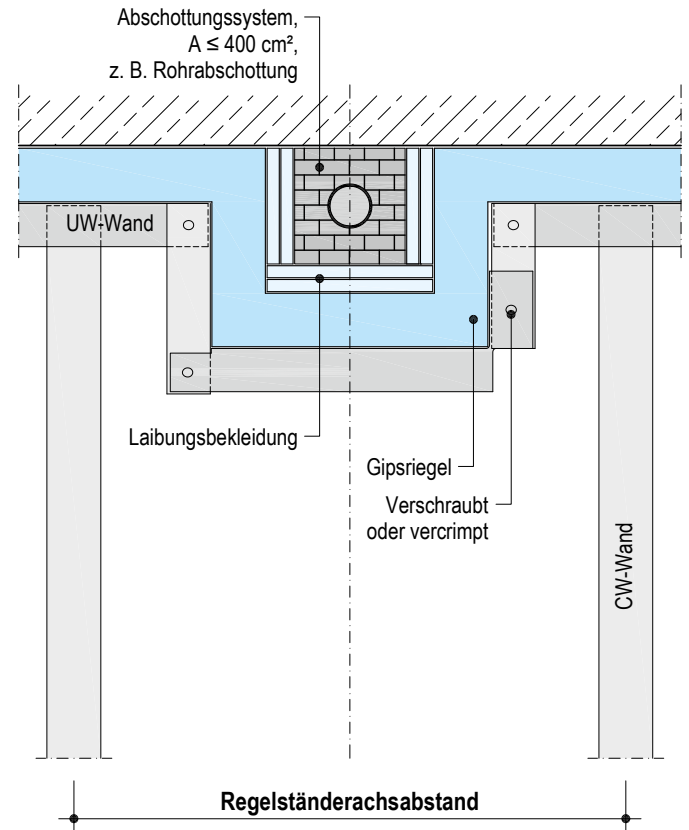 Abschottungssystem,
A ≤ 400 cm²,
z. B. Rohrabschottung
UW-Wand
Laibungsbekleidung
Gipsriegel
Verschraubt
oder vercrimpt
CW-Wand
Regelständerachsabstand